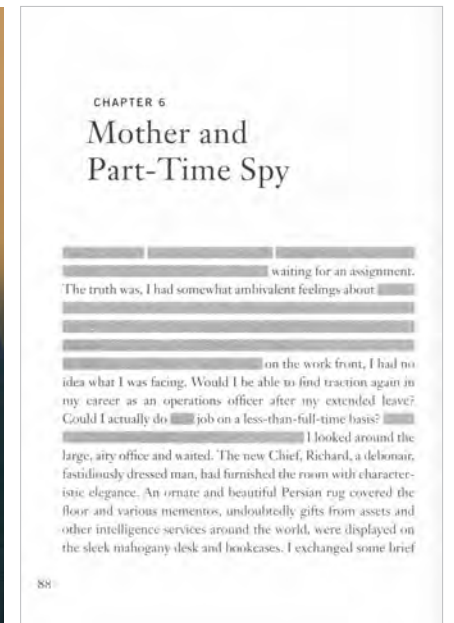 CHAPTER 6
Mother and
Part-Time Spy
waiting for an assignment.
The truth was, I had somewhat ambivalent feelings about
on the work front, I had no
idea what I was facing. Would I be able to find traction again in
my career as an operations officer after my extended leave?
Could I actually do job on a less-than-full-time basis?
I looked around the
large, airy office and waited. The new Chief, Richard, a debonair,
fastidiously dressed man, had furnished the room with character-
istic elegance. An ornate and beautiful Persian rug covered the
floor and various mementos, undoubtedly gifts from assets and
other intelligence services around the world, were displayed on
the sleek mahogany desk and bookcases. I exchanged some brief
88